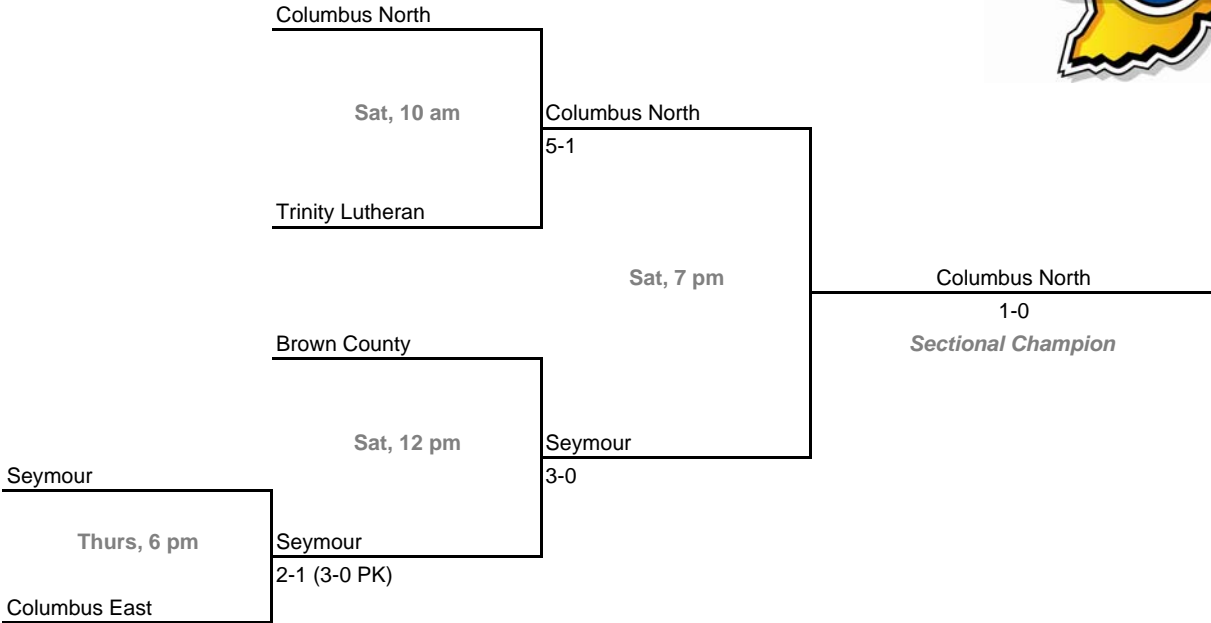 Columbus North
Sat, 10 am
Columbus North
5-1
Trinity Lutheran
Sat, 7 pm
Columbus North
1-0
Brown County
Sectional Champion
Sat, 12 pm
Seymour
Seymour
3-0
Thurs, 6 pm
Seymour
2-1 (3-0 PK)
Columbus East